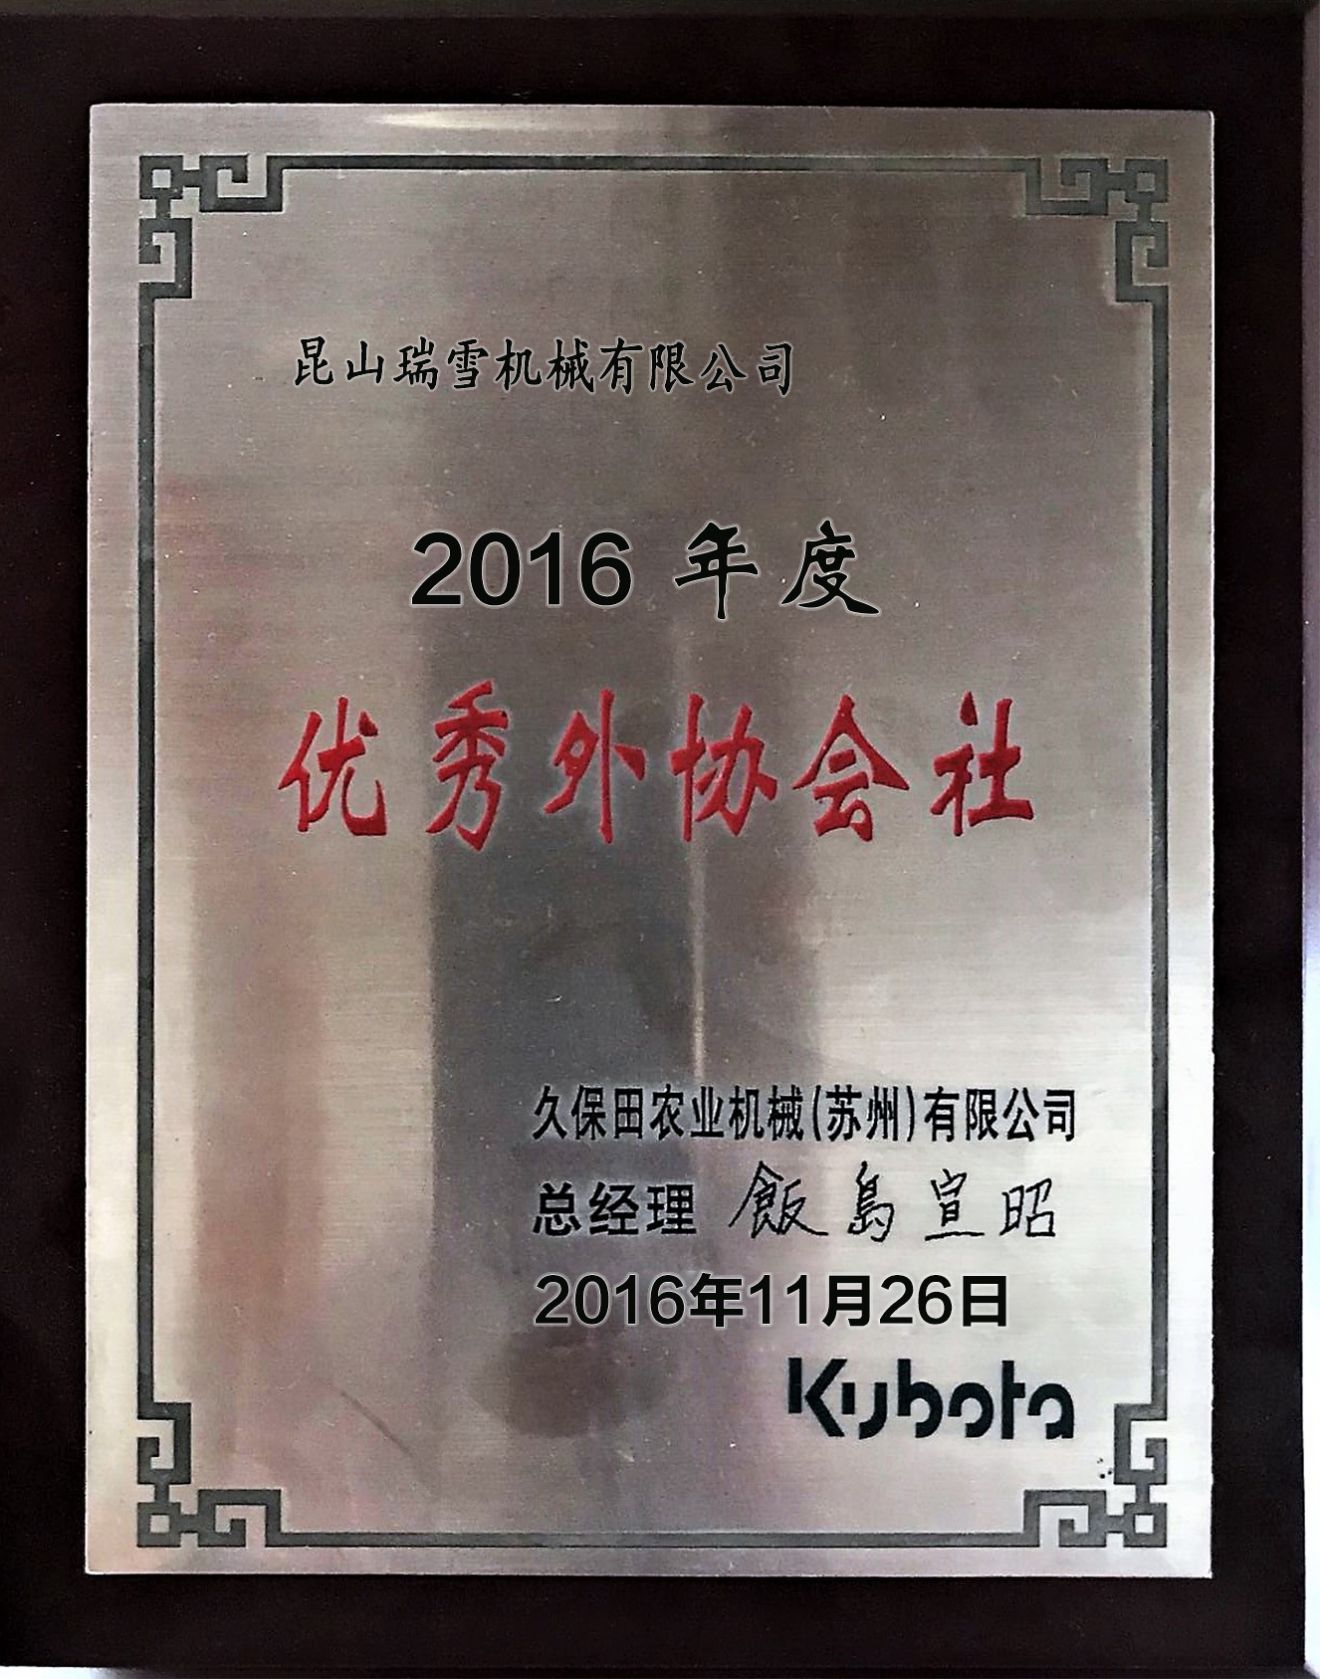 昆山瑞雪机械有限公司
2016 年度
优秀外协会社
久保田农业机械(苏州)有限公司
总经理 飯島宣昭
2016年11月26日
Kubota